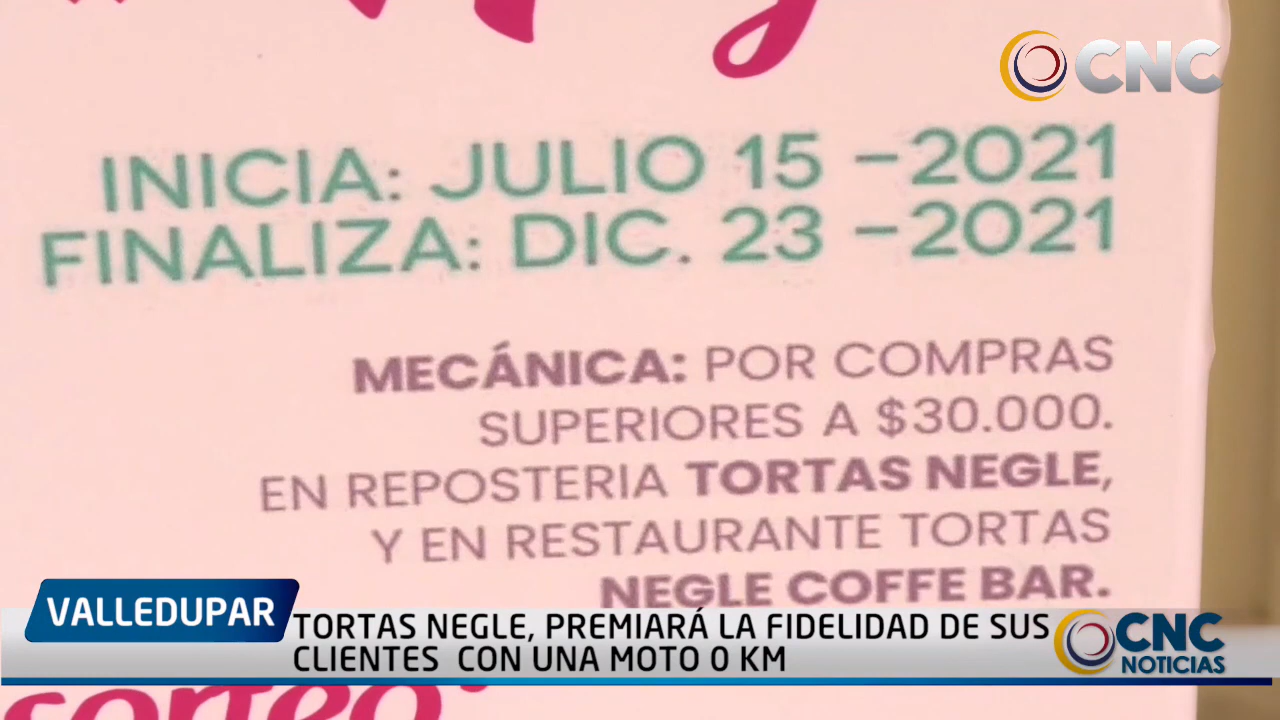 CNC
INICIA: JULIO 15 – 2021
FINALIZA: DIC. 23 – 2021
MECÁNICA: POR COMPRAS
SUPERIORES A $30.000.
EN REPOSTERIA TORTAS NEGLE,
Y EN RESTAURANTE TORTAS
NEGLE COFFE BAR.
VALLEDUPAR
TORTAS NEGLE, PREMIARÁ LA FIDELIDAD DE SUS
CLIENTES CON UNA MOTO 0 KM
CNC
NOTICIAS
sorteo